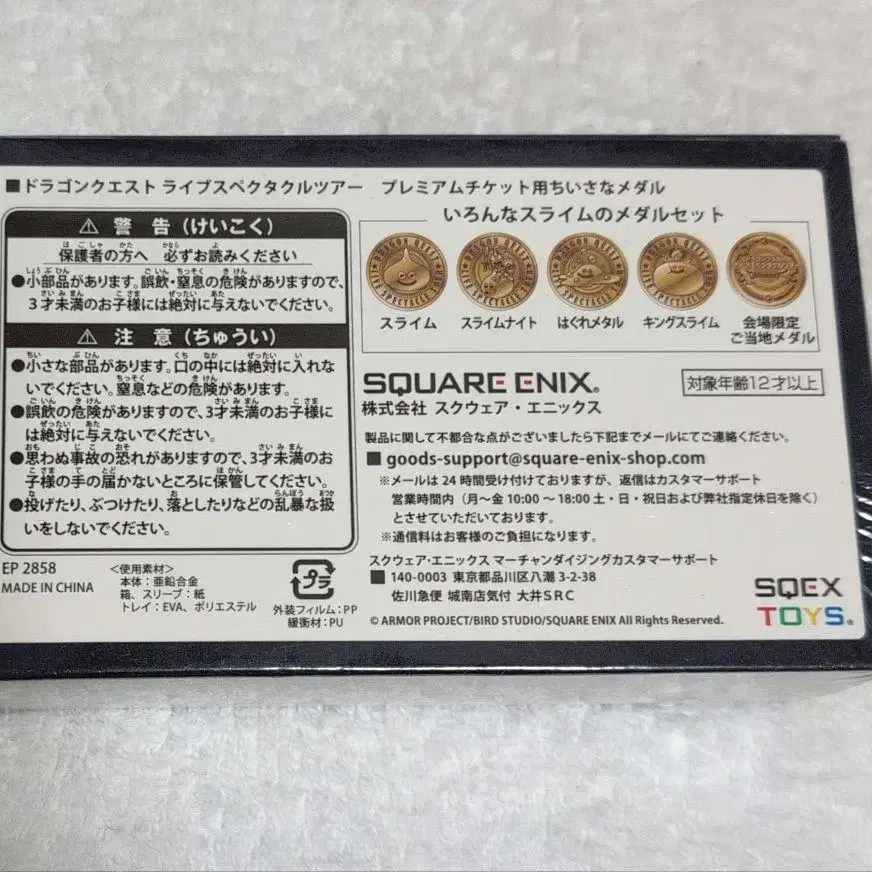 ■ドラゴンクエスト ライブスペクタクルツアー プレミアムチケット用ちいさなメダル
⚠ 警告(けいこく)
保護者の方へ 必ずお読みください
●小部品があります。誤飲・窒息の危険がありますので、
3才未満のお子様には絶対に与えないでください。
⚠ 注意(ちゅうい)
●小さな部品があります。口の中には絶対に入れな
いでください。窒息などの危険があります。
●誤飲の危険がありますので、3才未満のお子様に
は絶対に与えないでください。
●思わぬ事故の恐れがありますので、3才未満のお
子様の手の届かないところに保管してください。
●投げたり、ぶつけたり、落としたりなどの乱暴な扱
いをしないでください。
EP 2858
MADE IN CHINA
<使用素材>
本体:亜鉛合金
箱、スリーブ:紙
トレイ:EVA、ポリエステル
プラ
外装フィルム:PP
緩衝材:PU
いろんなスライムのメダルセット
DRAGON QUEST
LIVE SPECTACLE TOUR
スライム
スライムナイト
はぐれメタル
キングスライム
会場限定
ご当地メダル
SQUARE ENIX®
株式会社 スクウェア・エニックス
対象年齢12才以上
製品に関して不都合な点がございましたら下記までメールにてご連絡ください。
■ goods-support@square-enix-shop.com
※メールは24時間受け付けておりますが、返信はカスタマーサポート
営業時間内(月〜金 10:00 〜 18:00 土・日・祝日および弊社指定休日を除く)
とさせていただいております。
※通信料はお客様のご負担になります。
スクウェア・エニックス マーチャンダイジングカスタマーサポート
■ 140-0003 東京都品川区八潮 3-2-38
佐川急便 城南店気付 大井SRC
© ARMOR PROJECT/BIRD STUDIO/SQUARE ENIX All Rights Reserved.
SQEX
TOYS®